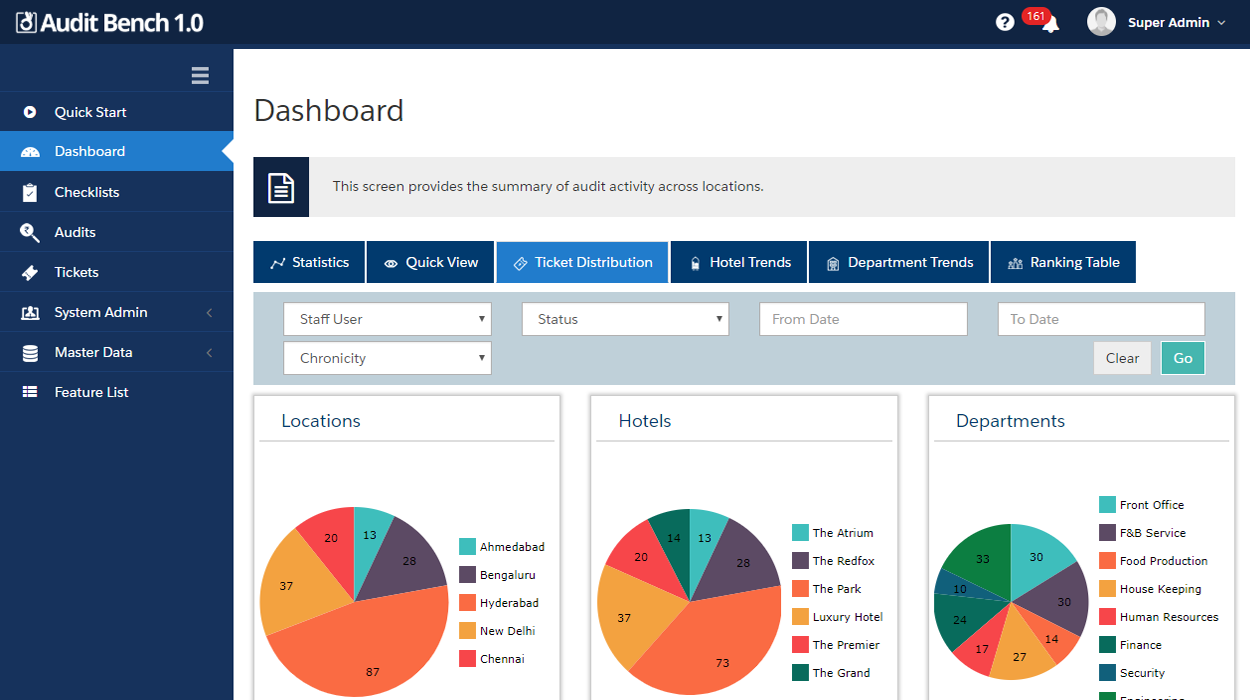 Audit Bench 1.0
?
161
Super Admin
Quick Start
Dashboard
Checklists
Audits
Tickets
System Admin
Master Data
Feature List
Dashboard
This screen provides the summary of audit activity across locations.
Statistics
Quick View
Ticket Distribution
Hotel Trends
Department Trends
Ranking Table
Staff User
Status
From Date
To Date
Chronicity
Clear
Go
Locations
13
28
87
37
20
Ahmedabad
Bengaluru
Hyderabad
New Delhi
Chennai
Hotels
13
28
73
37
20
14
The Atrium
The Redfox
The Park
Luxury Hotel
The Premier
The Grand
Departments
30
30
14
27
17
24
10
33
Front Office
F&B Service
Food Production
House Keeping
Human Resources
Finance
Security